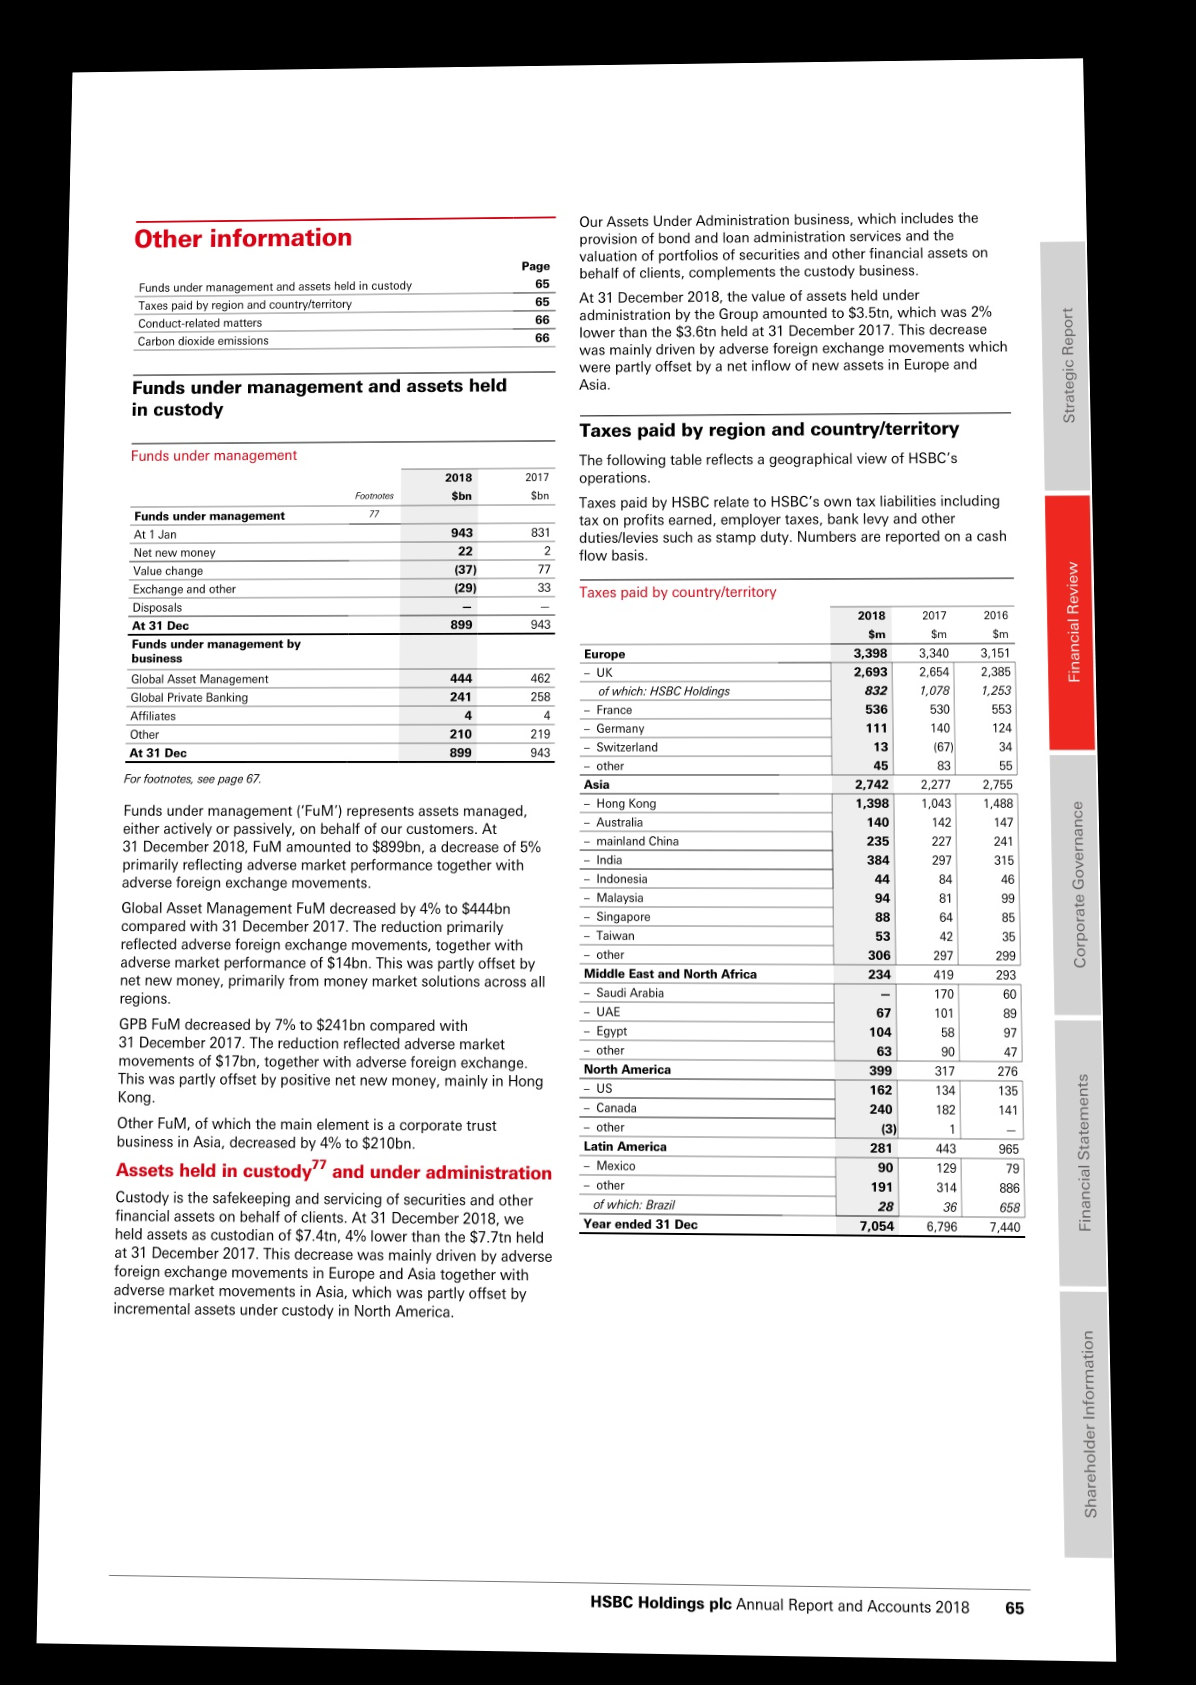 Other information
Page
Funds under management and assets held in custody 65
Taxes paid by region and country/territory 65
Conduct-related matters 66
Carbon dioxide emissions 66
Funds under management and assets held
in custody
Funds under management
2018 2017
Footnotes $bn $bn
Funds under management 77
At 1 Jan 943 831
Net new money 22 2
Value change (37) 77
Exchange and other (29) 33
Disposals — —
At 31 Dec 899 943
Funds under management by
business
Global Asset Management 444 462
Global Private Banking 241 258
Affiliates 4 4
Other 210 219
At 31 Dec 899 943
For footnotes, see page 67.
Funds under management (‘FuM’) represents assets managed,
either actively or passively, on behalf of our customers. At
31 December 2018, FuM amounted to $899bn, a decrease of 5%
primarily reflecting adverse market performance together with
adverse foreign exchange movements.
Global Asset Management FuM decreased by 4% to $444bn
compared with 31 December 2017. The reduction primarily
reflected adverse foreign exchange movements, together with
adverse market performance of $14bn. This was partly offset by
net new money, primarily from money market solutions across all
regions.
GPB FuM decreased by 7% to $241bn compared with
31 December 2017. The reduction reflected adverse market
movements of $17bn, together with adverse foreign exchange.
This was partly offset by positive net new money, mainly in Hong
Kong.
Other FuM, of which the main element is a corporate trust
business in Asia, decreased by 4% to $210bn.
Assets held in custody77 and under administration
Custody is the safekeeping and servicing of securities and other
financial assets on behalf of clients. At 31 December 2018, we
held assets as custodian of $7.4tn, 4% lower than the $7.7tn held
at 31 December 2017. This decrease was mainly driven by adverse
foreign exchange movements in Europe and Asia together with
adverse market movements in Asia, which was partly offset by
incremental assets under custody in North America.
Our Assets Under Administration business, which includes the
provision of bond and loan administration services and the
valuation of portfolios of securities and other financial assets on
behalf of clients, complements the custody business.
At 31 December 2018, the value of assets held under
administration by the Group amounted to $3.5tn, which was 2%
lower than the $3.6tn held at 31 December 2017. This decrease
was mainly driven by adverse foreign exchange movements which
were partly offset by a net inflow of new assets in Europe and
Asia.
Taxes paid by region and country/territory
The following table reflects a geographical view of HSBC’s
operations.
Taxes paid by HSBC relate to HSBC’s own tax liabilities including
tax on profits earned, employer taxes, bank levy and other
duties/levies such as stamp duty. Numbers are reported on a cash
flow basis.
Taxes paid by country/territory
2018 2017 2016
$m $m $m
Europe 3,398 3,340 3,151
– UK 2,693 2,654 2,385
of which: HSBC Holdings 832 1,078 1,253
– France 536 530 553
– Germany 111 140 124
– Switzerland 13 (67) 34
– other 45 83 55
Asia 2,742 2,277 2,755
– Hong Kong 1,398 1,043 1,488
– Australia 140 142 147
– mainland China 235 227 241
– India 384 297 315
– Indonesia 44 84 46
– Malaysia 94 81 99
– Singapore 88 64 85
– Taiwan 53 42 35
– other 306 297 299
Middle East and North Africa 234 419 293
– Saudi Arabia — 170 60
– UAE 67 101 89
– Egypt 104 58 97
– other 63 90 47
North America 399 317 276
– US 162 134 135
– Canada 240 182 141
– other (3) 1 —
Latin America 281 443 965
– Mexico 90 129 79
– other 191 314 886
of which: Brazil 28 36 658
Year ended 31 Dec 7,054 6,796 7,440
Strategic Report
Financial Review
Corporate Governance
Financial Statements
Shareholder Information
HSBC Holdings plc Annual Report and Accounts 2018 65